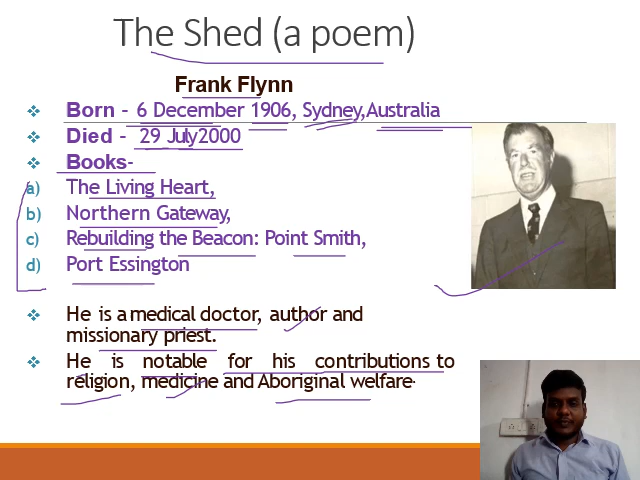 The Shed (a poem)
Frank Flynn
❖ Born – 6 December 1906, Sydney,Australia
❖ Died – 29 July2000
❖ Books-
a) The Living Heart,
b) Northern Gateway,
c) Rebuilding the Beacon: Point Smith,
d) Port Essington
❖ He is a medical doctor, author and
missionary priest.
❖ He is notable for his contributions to
religion, medicine and Aboriginal welfare.